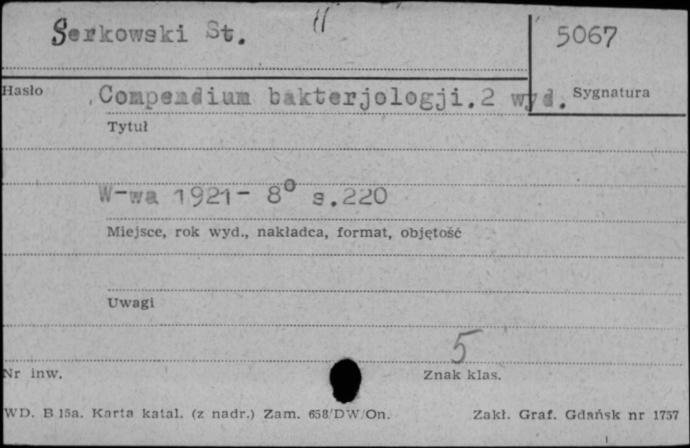 Serkowski St. 5067
Hasło Compendium bakterjologji.2 wyd. Sygnatura
Tytuł
W-wa 1921- 8° s.220
Miejsce, rok wyd., nakładca, format, objętość
Uwagi
5
Nr inw. Znak klas.
WD. B 15a. Karta katal. (z nadr.) Zam. 658/DW/On. Zakł. Graf. Gdańsk nr 1757